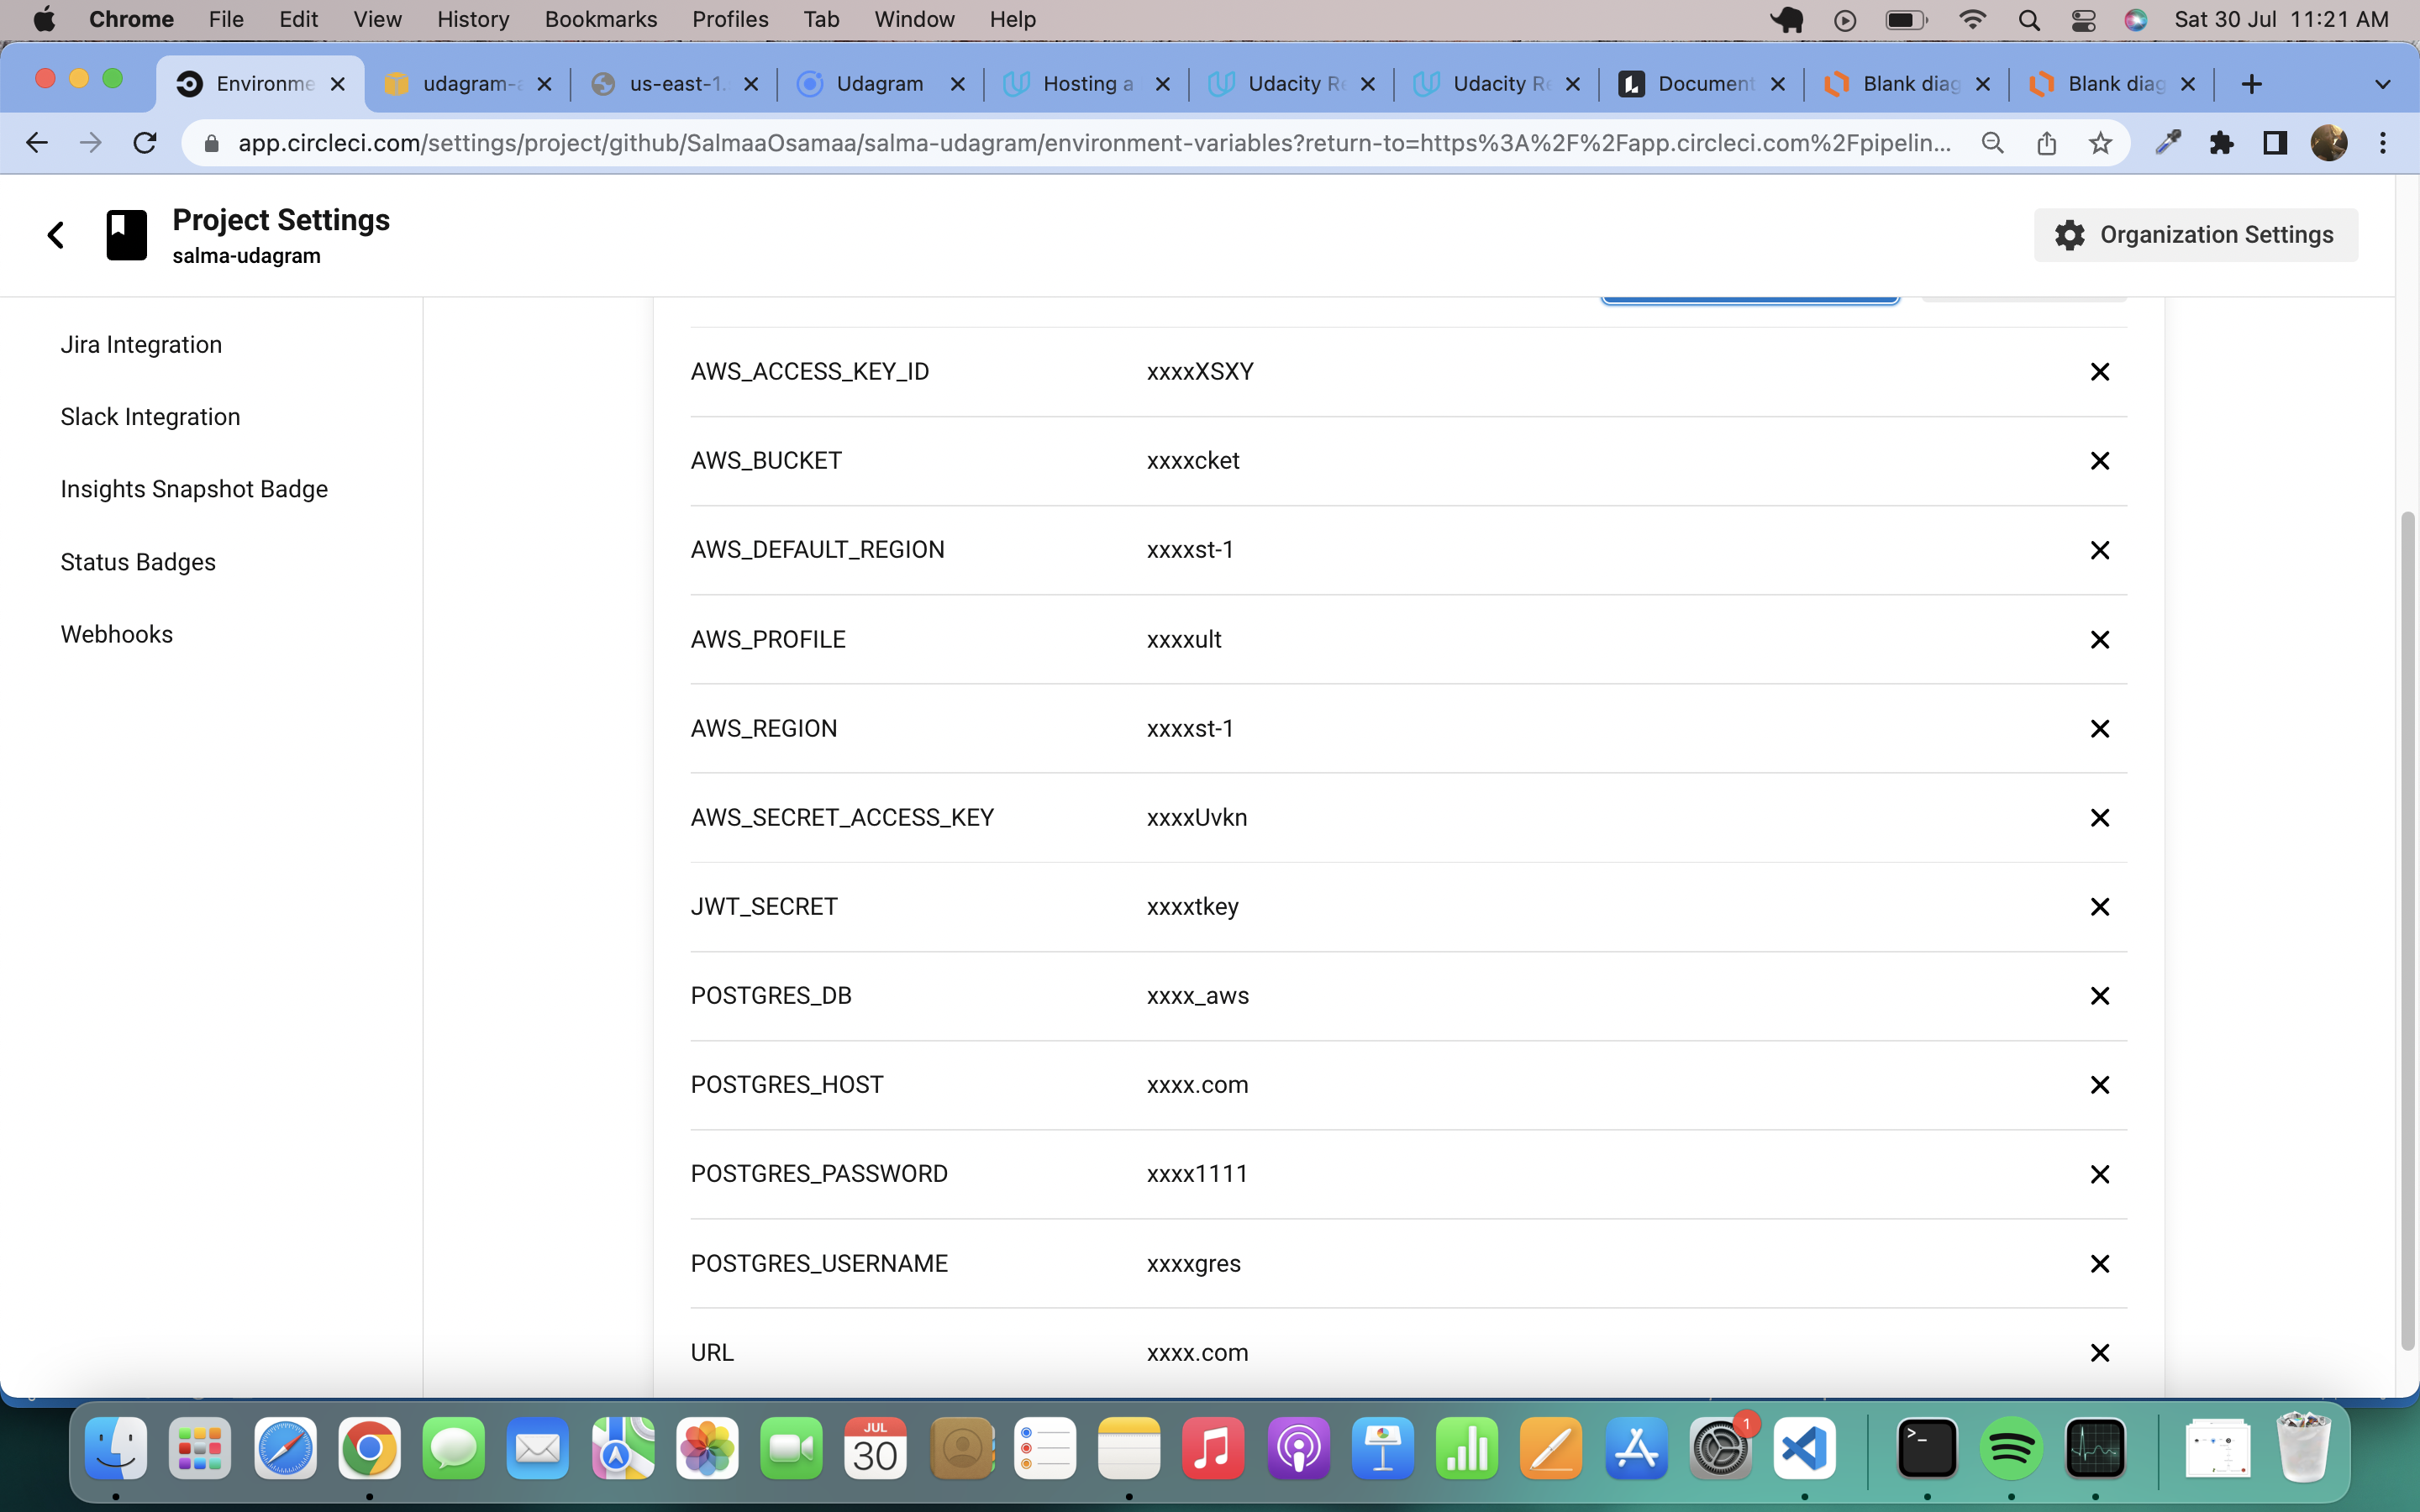 Chrome File Edit View History Bookmarks Profiles Tab Window Help Sat 30 Jul 11:21 AM
Environme udagram-a us-east-1. Udagram Hosting a Udacity Re Udacity Re Document Blank diag Blank diag
app.circleci.com/settings/project/github/SalmaaOsamaa/salma-udagram/environment-variables?return-to=https%3A%2F%2Fapp.circleci.com%2Fpipelin...
Project Settings
salma-udagram
Organization Settings
Jira Integration
Slack Integration
Insights Snapshot Badge
Status Badges
Webhooks
AWS_ACCESS_KEY_ID xxxxXSXY
AWS_BUCKET xxxxcket
AWS_DEFAULT_REGION xxxxst-1
AWS_PROFILE xxxxult
AWS_REGION xxxxst-1
AWS_SECRET_ACCESS_KEY xxxxUvkn
JWT_SECRET xxxxtkey
POSTGRES_DB xxxx_aws
POSTGRES_HOST xxxx.com
POSTGRES_PASSWORD xxxx1111
POSTGRES_USERNAME xxxxgres
URL xxxx.com
JUL
30
1